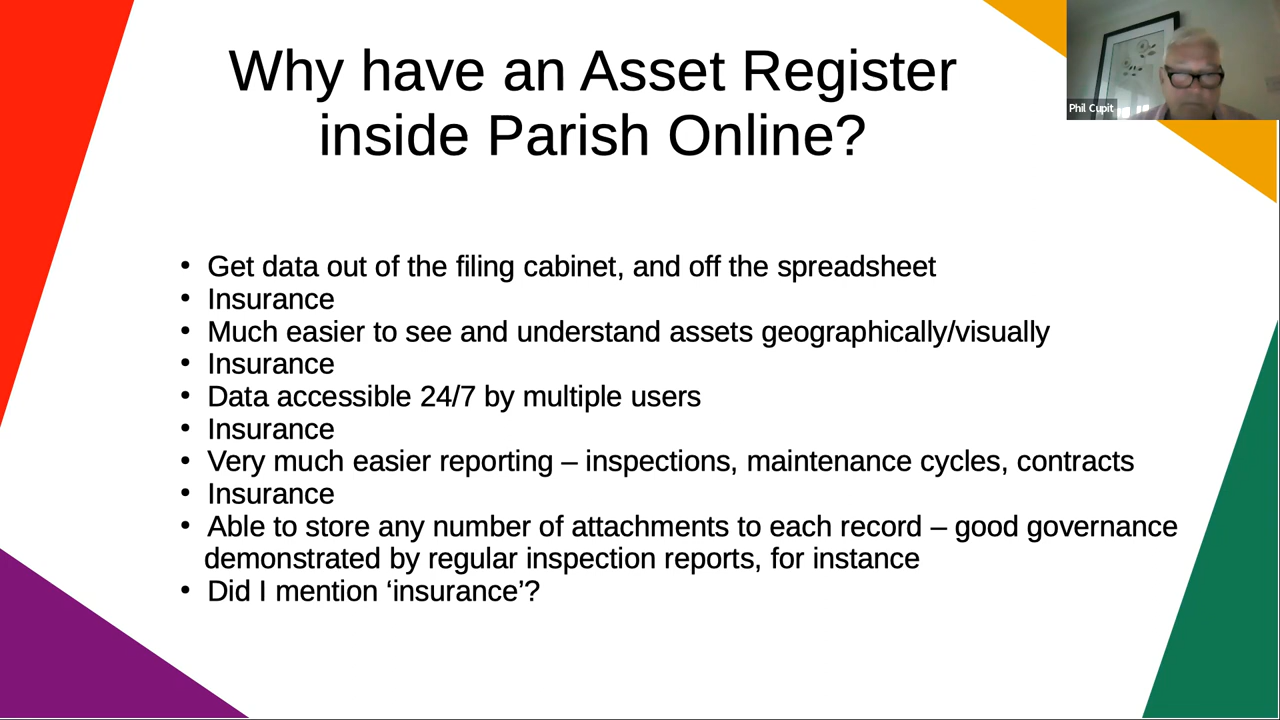 Why have an Asset Register
inside Parish Online?
Phil Cupit
• Get data out of the filing cabinet, and off the spreadsheet
• Insurance
• Much easier to see and understand assets geographically/visually
• Insurance
• Data accessible 24/7 by multiple users
• Insurance
• Very much easier reporting – inspections, maintenance cycles, contracts
• Insurance
• Able to store any number of attachments to each record – good governance
demonstrated by regular inspection reports, for instance
• Did I mention ‘insurance’?